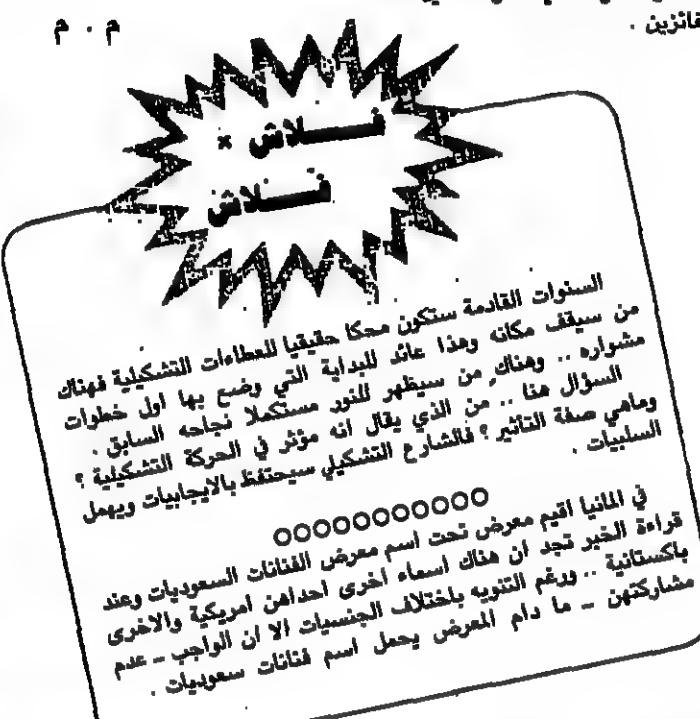 فائزين .
م . م
فــــلاش ×
فــــلاش
السنوات القادمة ستكون محكا حقيقيا للعطاءات التشكيلية فهناك
من سيقف مكانه وهذا عائد للبداية التي وضع بها اول خطوات
مشواره .. وهناك من سيظهر للنور مستكملا نجاحه السابق .
السؤال هنا .. من الذي يقال انه مؤثر في الحركة التشكيلية ؟
وماهي صفة التأثير ؟ فالشارع التشكيلي سيحتفظ بالايجابيات ويهمل
السلبيات .
○○○○○○○○○○○
في المانيا اقيم معرض تحت اسم معرض الفنانات السعوديات وعند
قراءة الخبر تجد ان هناك اسماء اخرى احداهن امريكية والاخرى
باكستانية .. ورغم التنويه باختلاف الجنسيات الا ان الواجب – عدم
مشاركتهن – ما دام المعرض يحمل اسم فنانات سعوديات .